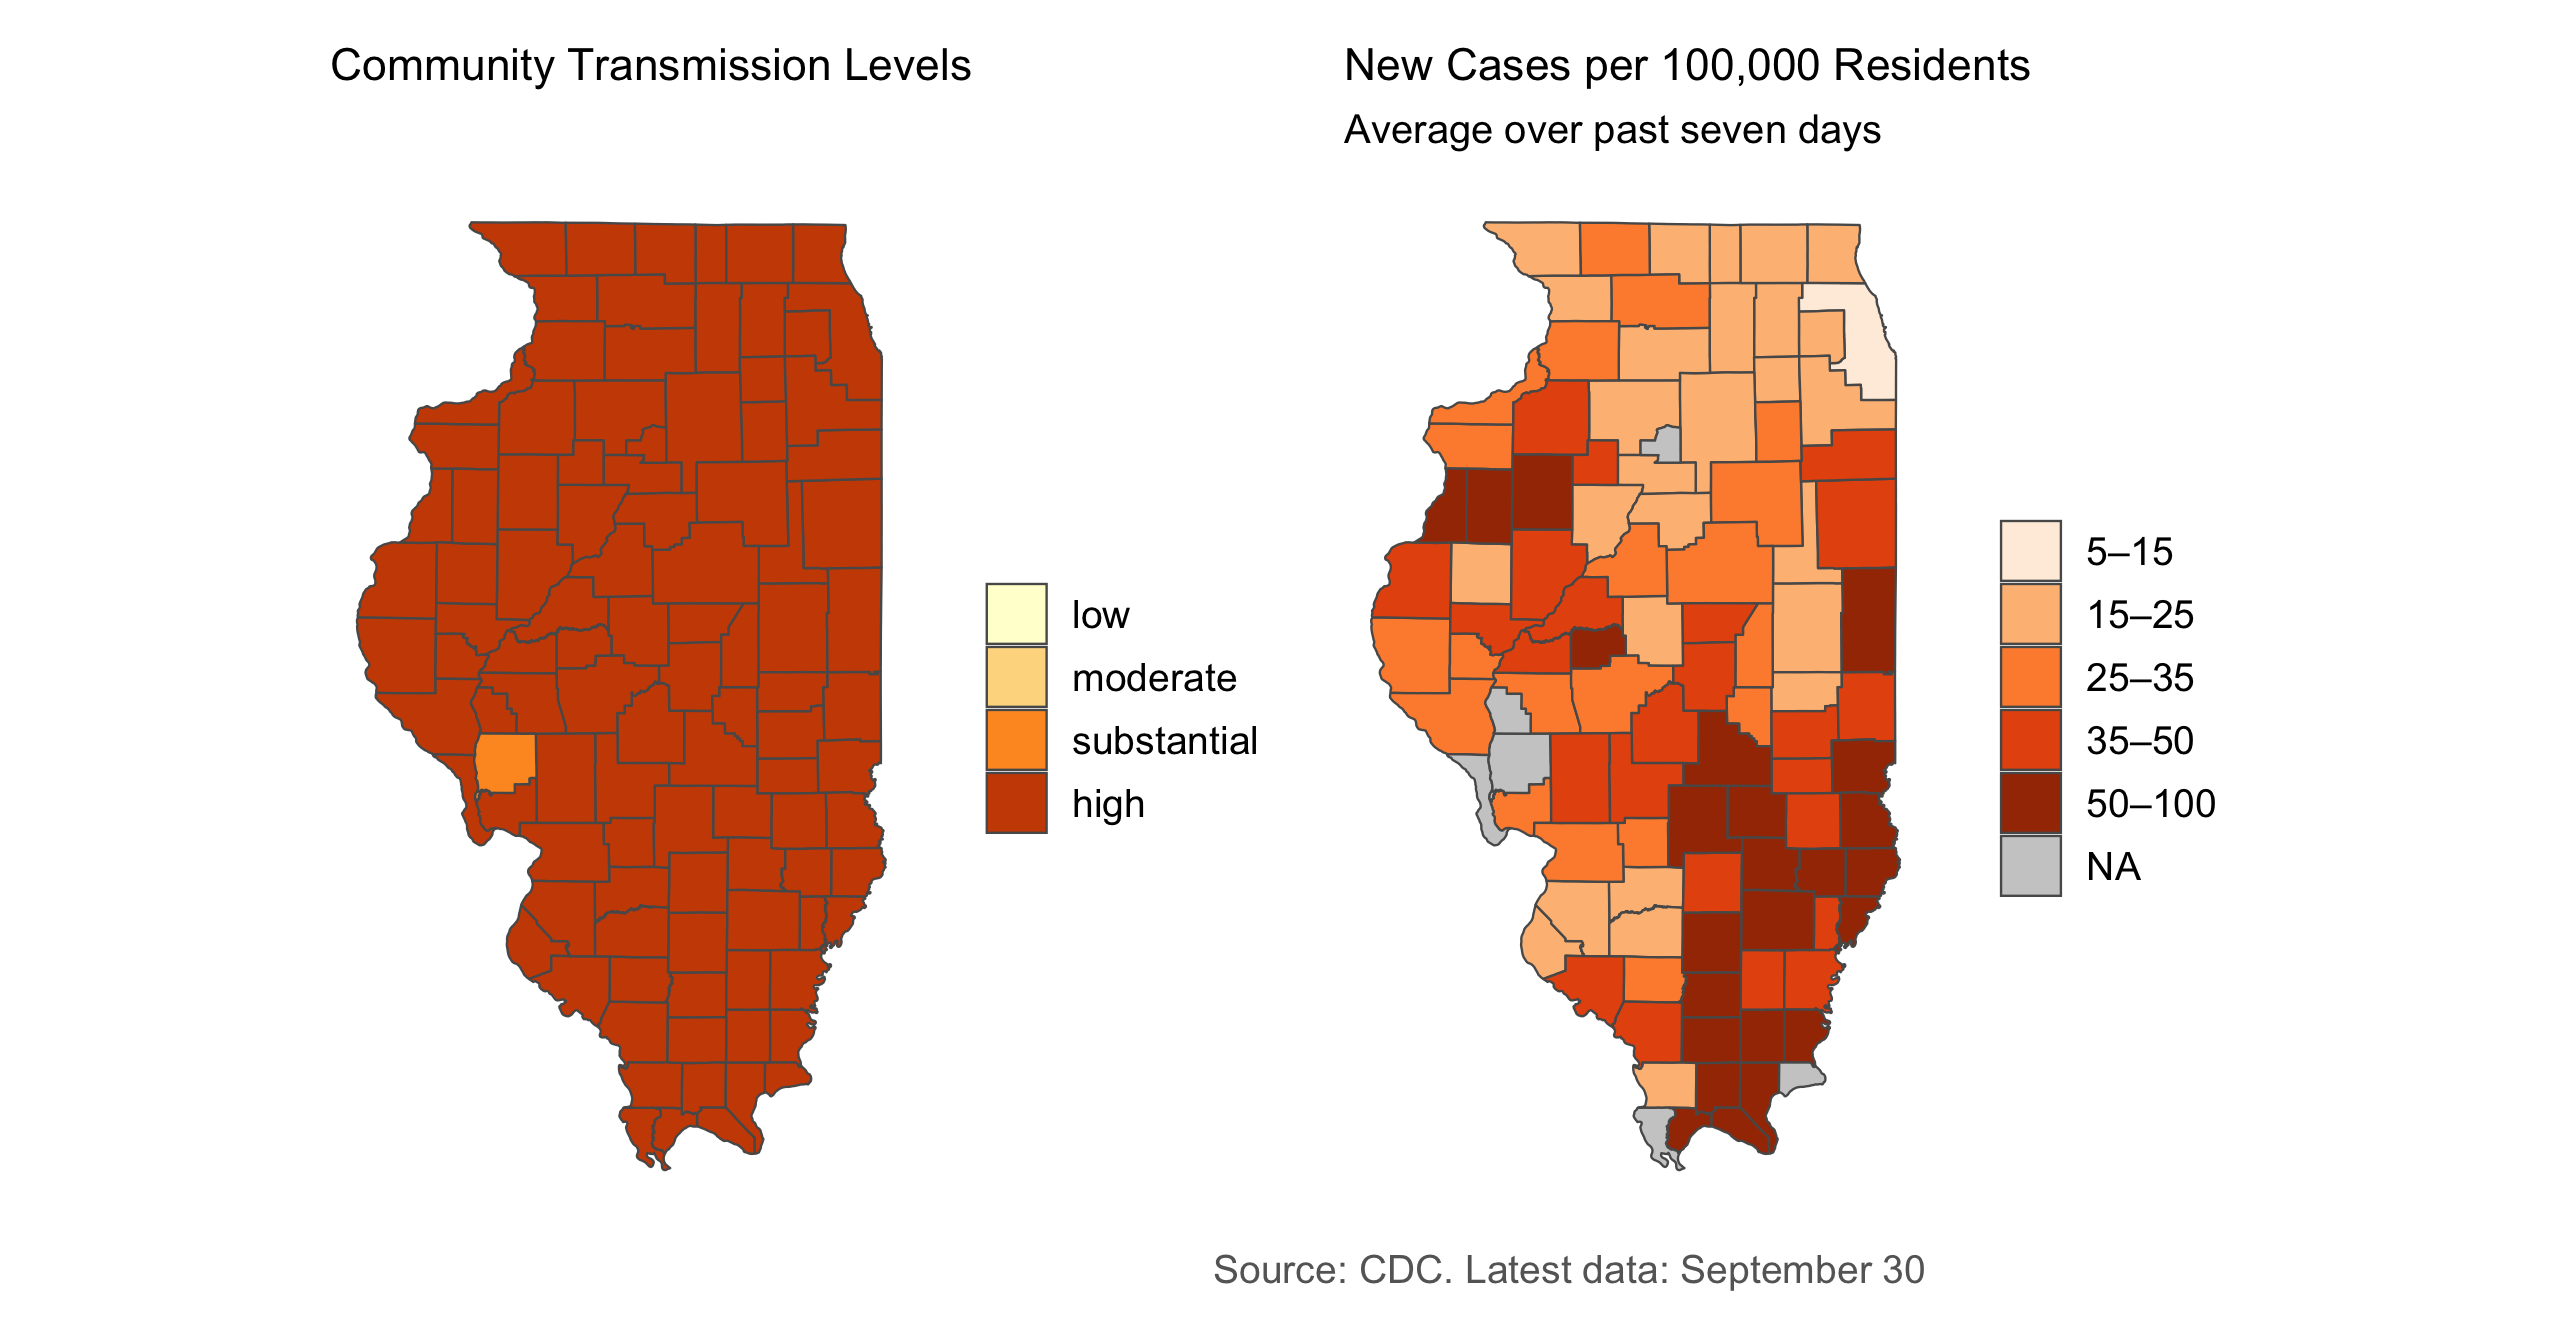 Community Transmission Levels
low
moderate
substantial
high
New Cases per 100,000 Residents
Average over past seven days
5–15
15–25
25–35
35–50
50–100
NA
Source: CDC. Latest data: September 30